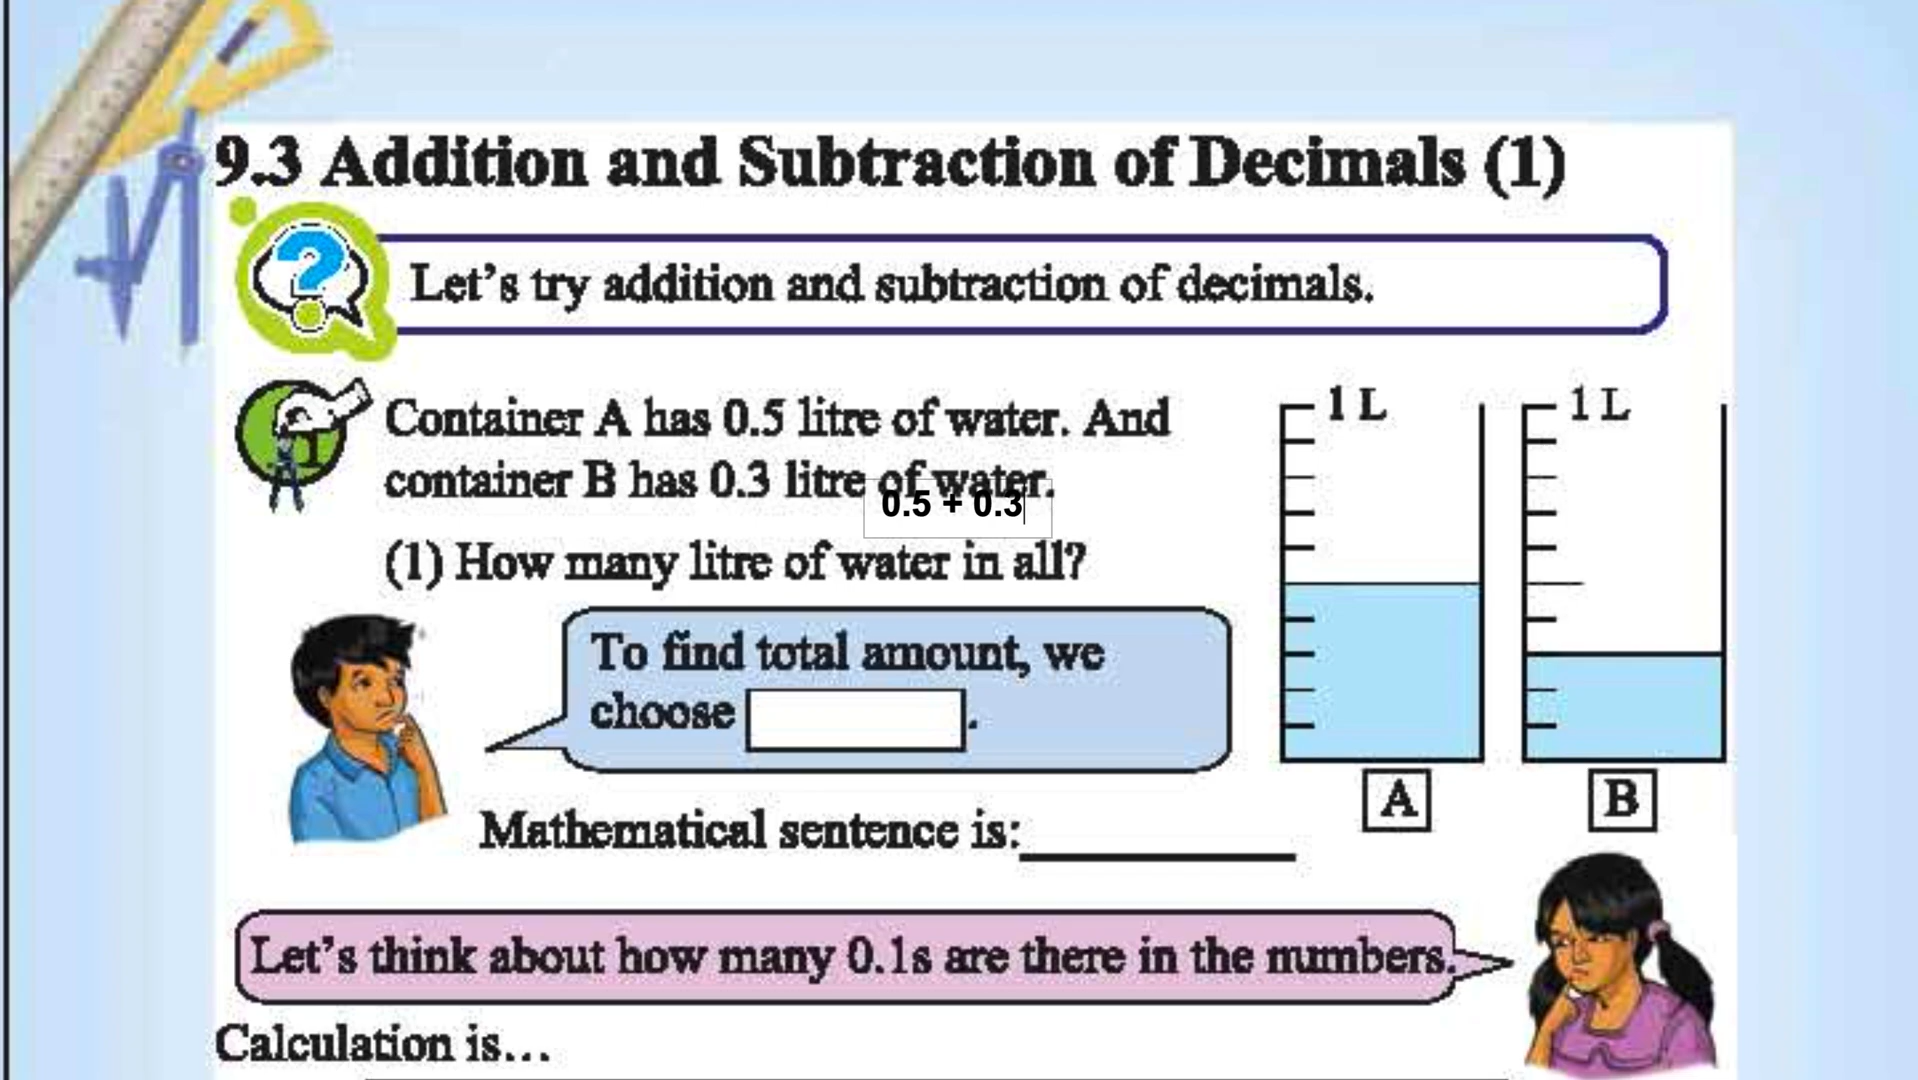 9.3 Addition and Subtraction of Decimals (1)
?
Let's try addition and subtraction of decimals.
1
Container A has 0.5 litre of water. And
container B has 0.3 litre of water.
0.5 + 0.3
(1) How many litre of water in all?
1 L
1 L
To find total amount, we
choose .
A
B
Mathematical sentence is:
Let's think about how many 0.1s are there in the numbers.
Calculation is...